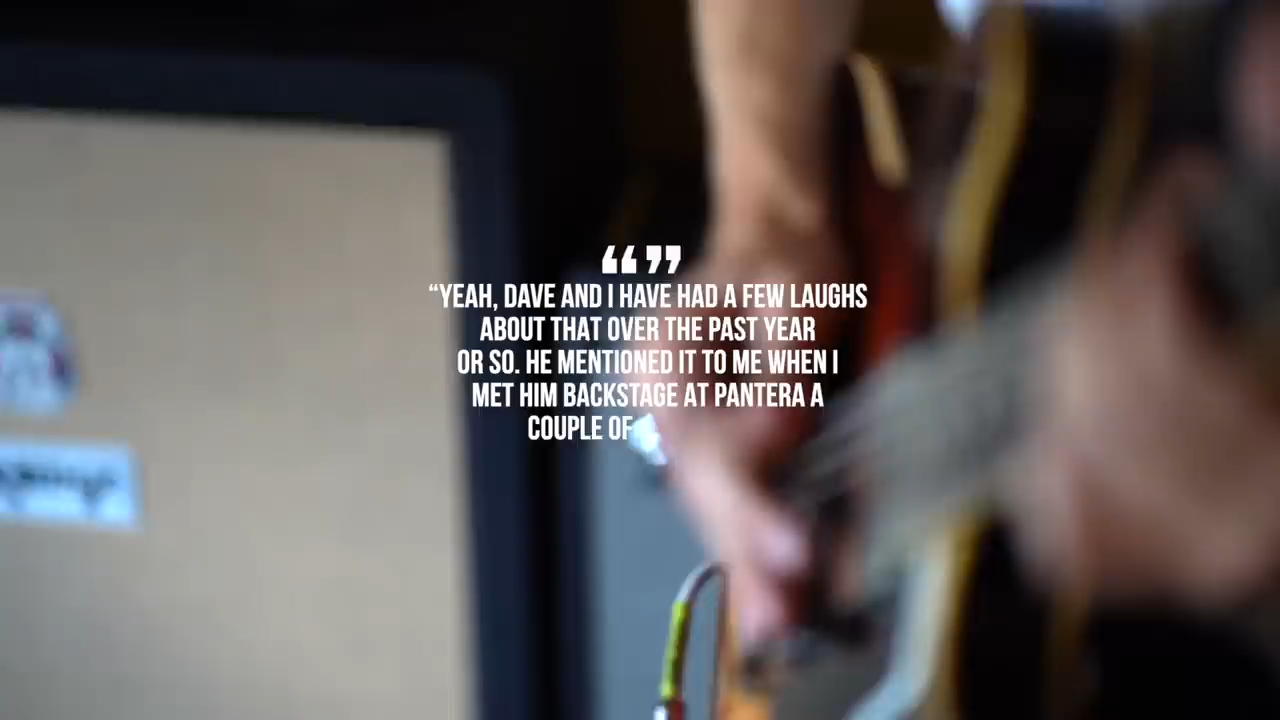 ❝❞
“YEAH, DAVE AND I HAVE HAD A FEW LAUGHS
ABOUT THAT OVER THE PAST YEAR
OR SO. HE MENTIONED IT TO ME WHEN I
MET HIM BACKSTAGE AT PANTERA A
COUPLE OF